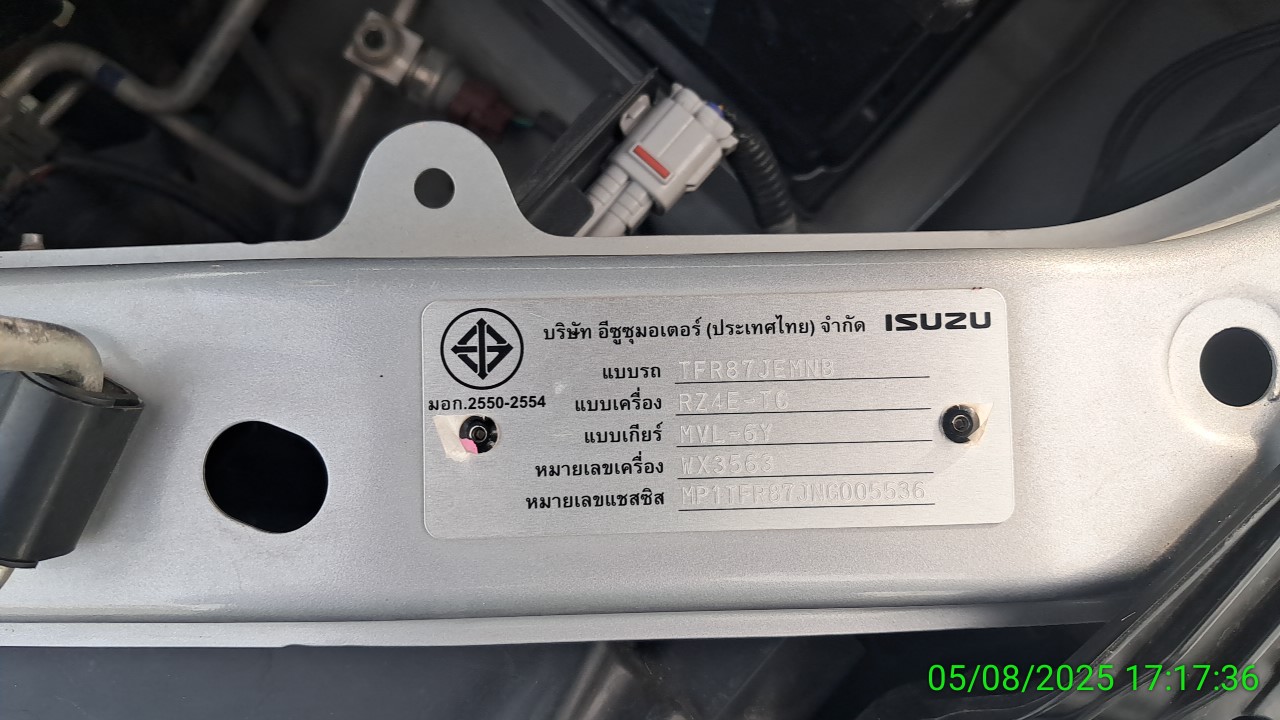 บริษัท อีซูซุมอเตอร์ (ประเทศไทย) จำกัด ISUZU
แบบรถ TFR87JEMNB
มอก.2550-2554 แบบเครื่อง RZ4E-TC
แบบเกียร์ MVL-6Y
หมายเลขเครื่อง WX3563
หมายเลขแชสซิส MP1TFR87JNG005536
05/08/2025 17:17:36